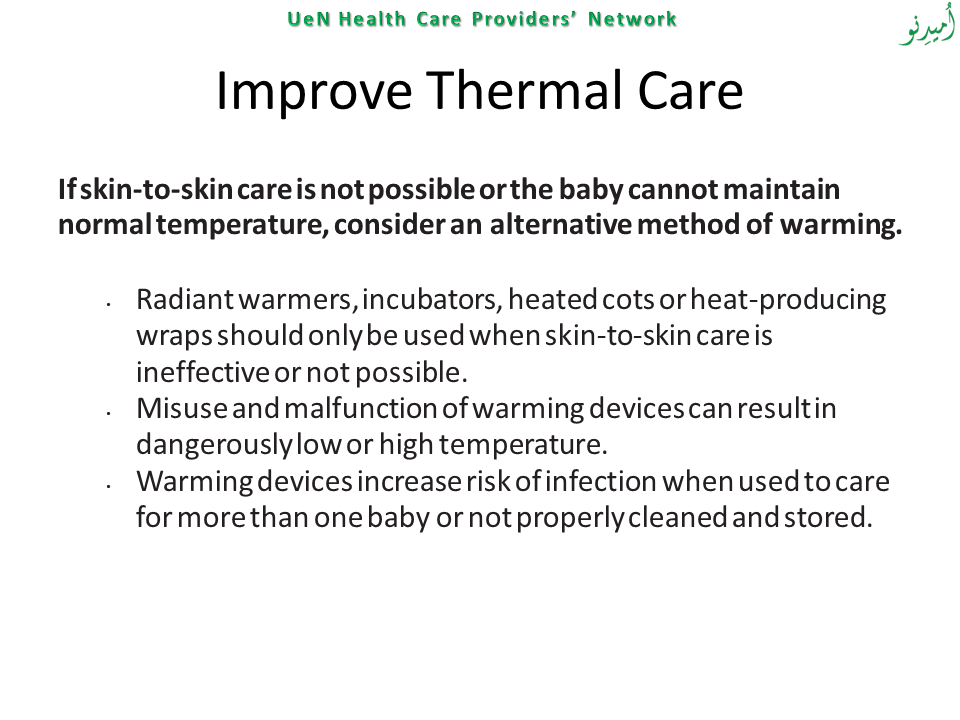 UeN Health Care Providers’ Network
اُمیدِنو
Improve Thermal Care
If skin-to-skin care is not possible or the baby cannot maintain
normal temperature, consider an alternative method of warming.
• Radiant warmers, incubators, heated cots or heat-producing
wraps should only be used when skin-to-skin care is
ineffective or not possible.
• Misuse and malfunction of warming devices can result in
dangerously low or high temperature.
• Warming devices increase risk of infection when used to care
for more than one baby or not properly cleaned and stored.